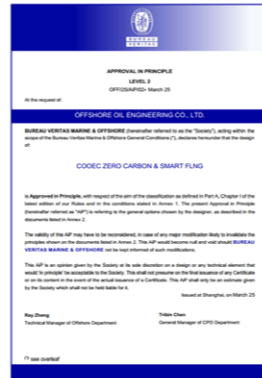 BUREAU
VERITAS
APPROVAL IN PRINCIPLE
LEVEL 2
OFF/25/AIP/02- March 25
At the request of:
OFFSHORE OIL ENGINEERING CO., LTD.
BUREAU VERITAS MARINE & OFFSHORE (hereinafter referred to as the "Society"), acting within the
scope of the Bureau Veritas Marine & Offshore General Conditions (*), declares hereunder that the design
of:
COOEC ZERO CARBON & SMART FLNG
is Approved in Principle, with respect of the aim of the classification as defined in Part A, Chapter I of the
latest edition of our Rules and in the conditions stated in Annex 1. The present Approval in Principle
(hereinafter referred as "AIP") is referring to the general options shown by the designer, as described in the
documents listed in Annex 2.
The validity of this AiP may have to be reconsidered, in case of any major modification likely to invalidate the
principles shown on the documents listed in Annex 2. This AiP would become null and void should BUREAU
VERITAS MARINE & OFFSHORE not be kept informed of such modifications.
This AiP is an opinion given by the Society at its sole discretion on a design or any technical element that
would 'in principle' be acceptable to the Society. This shall not presume on the final issuance of any Certificate
or on its content in the event of the actual issuance of a Certificate. This AiP shall only be an estimate given
by the Society which shall not be held liable for it.
Issued at Shanghai, on March 25
Ray Zheng
Technical Manager of Offshore Department
Tribin Chen
General Manager of CPO Department
(*) see overleaf